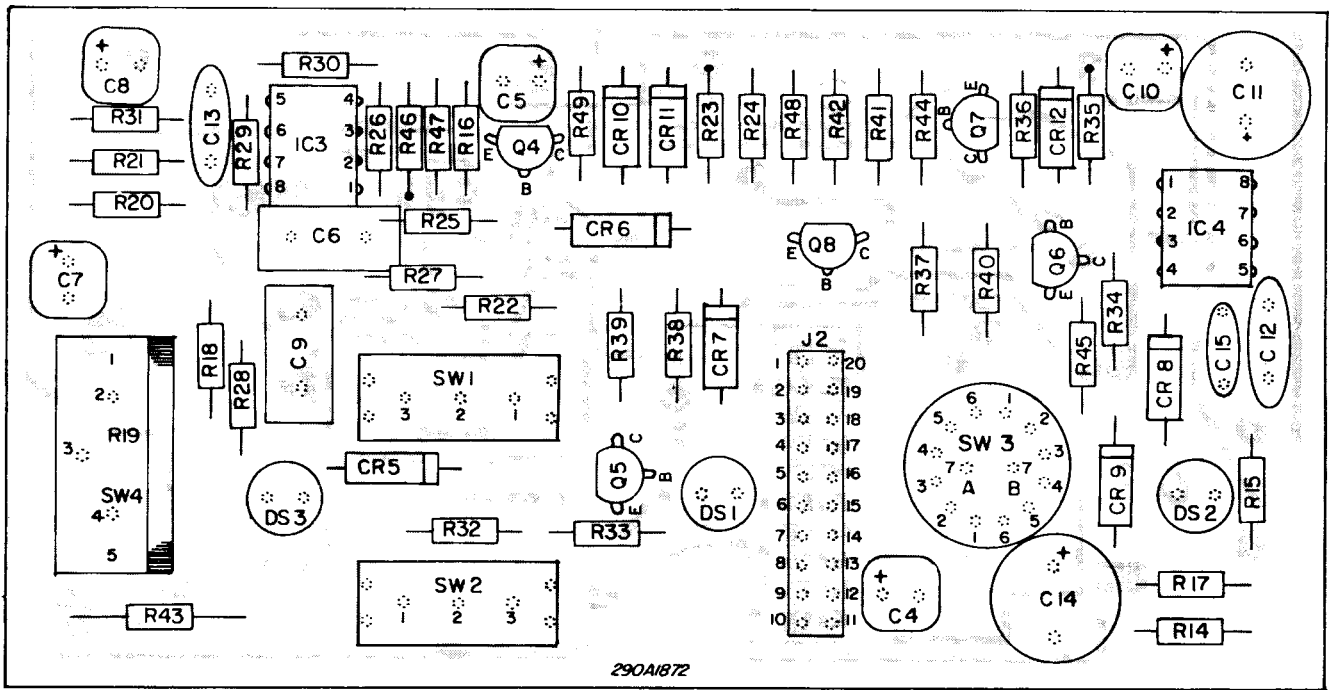 C8
R31
R21
R20
C13
R29
R30
5 4
6 3
IC3
7 2
8 1
R26
R46
R47
R16
+
C5
E Q4 C
B
R49
CR10
CR11
R23
R24
R48
R42
R41
R44
E
B Q7
C
R36
CR12
R35
+
C10
C11
+
1 8
2 7
IC4
3 6
4 5
+
C7
C6
R25
R27
R22
CR6
E Q8 C
B
R37
R40
B
Q6 C
E
R34
R45
CR8
C15
C12
1
2
R19
3
SW4
4
5
R18
R28
C9
SW1
3 2 1
R39
R38
CR7
J2
1 20
2 19
3 18
4 17
5 16
6 15
7 14
8 13
9 12
10 11
6 1
5 2
SW3
4 3
7 7
3 A B 4
2 5
1 6
CR9
DS2
R15
CR5
DS3
C
Q5 B
E
DS1
R32
R33
SW2
1 2 3
+
C4
+
C14
R17
R14
R43
+
290A1872